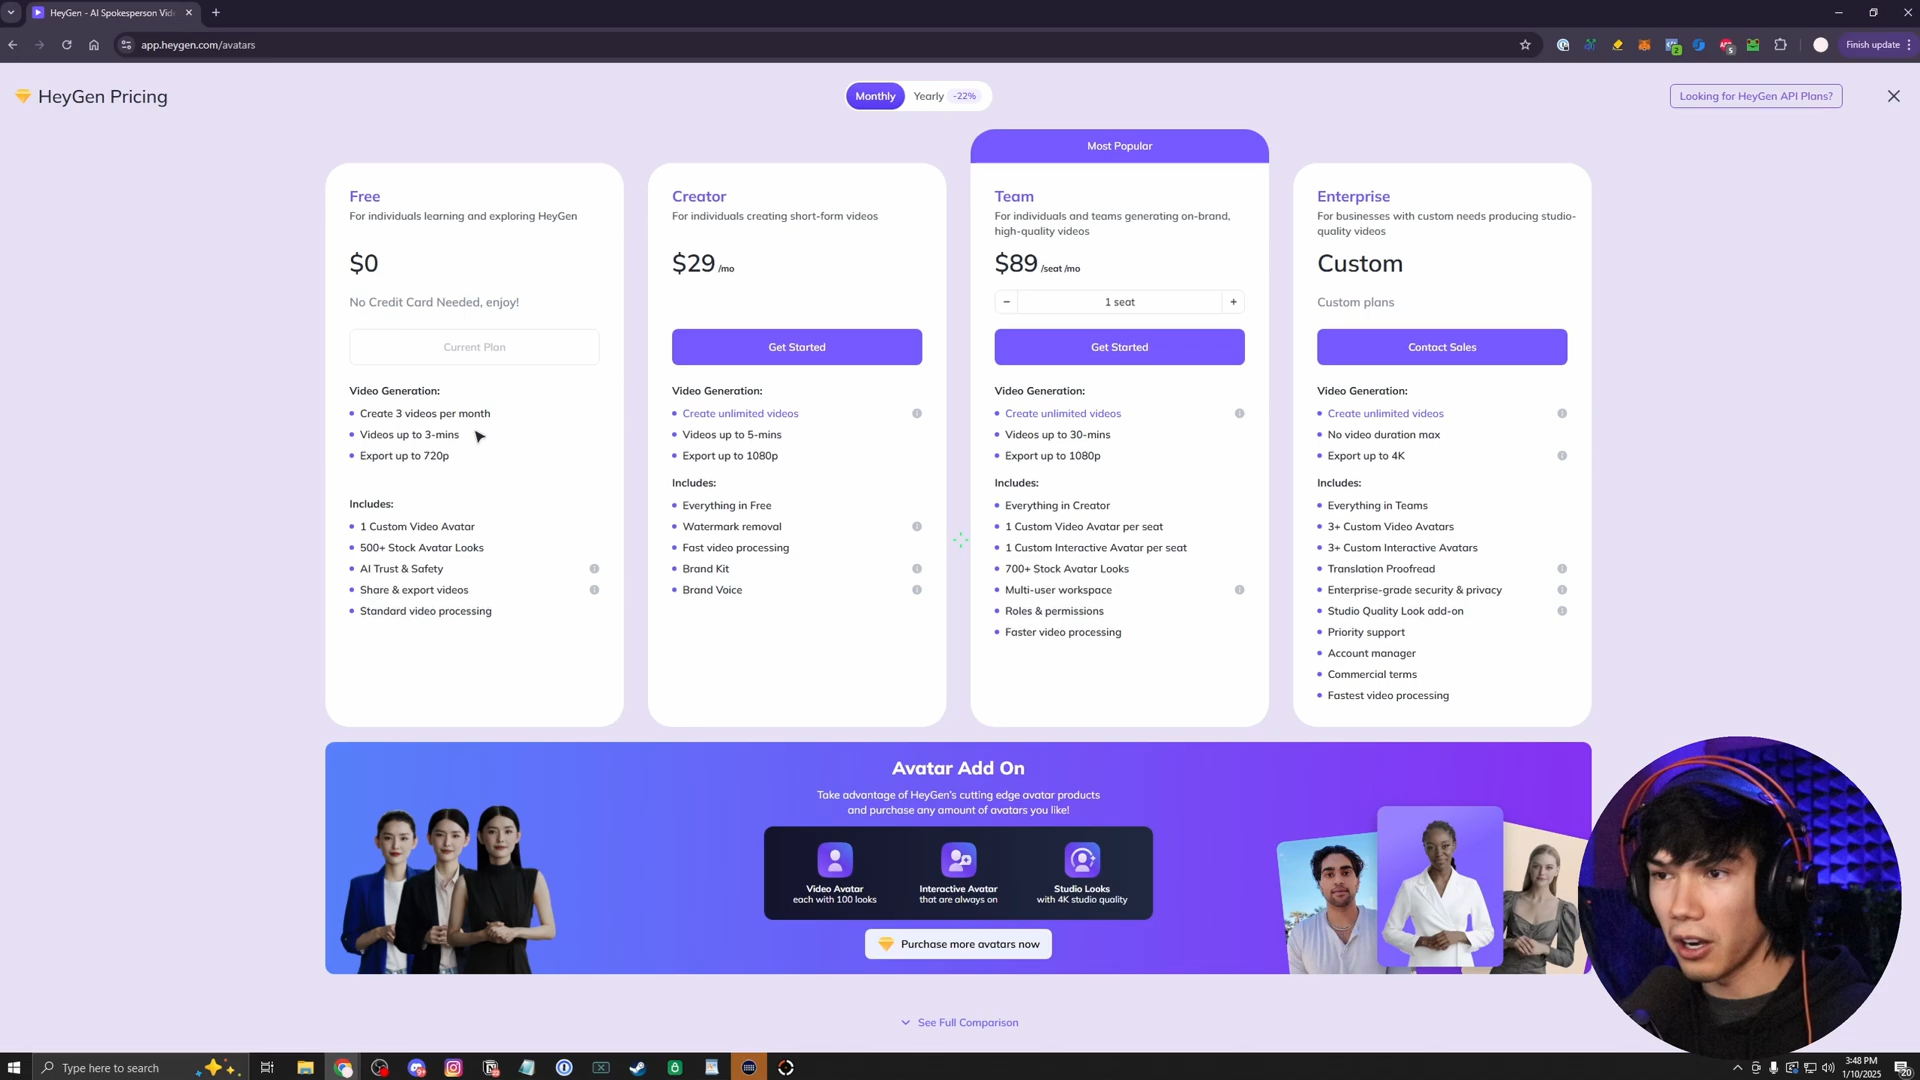 HeyGen - AI Spokesperson Vid
app.heygen.com/avatars
Finish update
HeyGen Pricing
Monthly
Yearly -22%
Looking for HeyGen API Plans?
Free
For individuals learning and exploring HeyGen
$0
No Credit Card Needed, enjoy!
Current Plan
Video Generation:
Create 3 videos per month
Videos up to 3-mins
Export up to 720p
Includes:
1 Custom Video Avatar
500+ Stock Avatar Looks
AI Trust & Safety
Share & export videos
Standard video processing
Creator
For individuals creating short-form videos
$29 /mo
Get Started
Video Generation:
Create unlimited videos
Videos up to 5-mins
Export up to 1080p
Includes:
Everything in Free
Watermark removal
Fast video processing
Brand Kit
Brand Voice
Most Popular
Team
For individuals and teams generating on-brand,
high-quality videos
$89 /seat /mo
− 1 seat +
Get Started
Video Generation:
Create unlimited videos
Videos up to 30-mins
Export up to 1080p
Includes:
Everything in Creator
1 Custom Video Avatar per seat
1 Custom Interactive Avatar per seat
700+ Stock Avatar Looks
Multi-user workspace
Roles & permissions
Faster video processing
Enterprise
For businesses with custom needs producing studio-
quality videos
Custom
Custom plans
Contact Sales
Video Generation:
Create unlimited videos
No video duration max
Export up to 4K
Includes:
Everything in Teams
3+ Custom Video Avatars
3+ Custom Interactive Avatars
Translation Proofread
Enterprise-grade security & privacy
Studio Quality Look add-on
Priority support
Account manager
Commercial terms
Fastest video processing
Avatar Add On
Take advantage of HeyGen's cutting edge avatar products
and purchase any amount of avatars you like!
Video Avatar
each with 100 looks
Interactive Avatar
that are always on
Studio Looks
with 4K studio quality
Purchase more avatars now
See Full Comparison
Type here to search
3:48 PM
1/10/2025
20